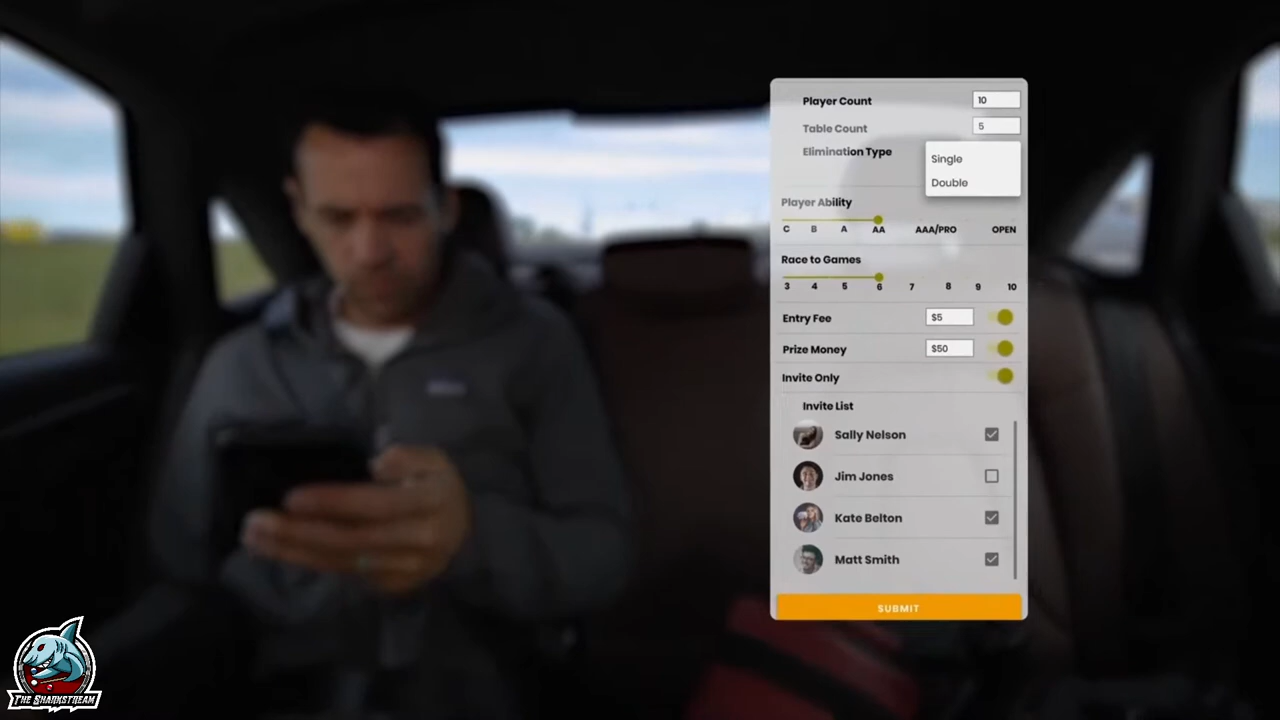 Player Count 10
Table Count 5
Elimination Type
Single
Double
Player Ability
C B A AA AAA/PRO OPEN
Race to Games
3 4 5 6 7 8 9 10
Entry Fee $5
Prize Money $50
Invite Only
Invite List
Sally Nelson
Jim Jones
Kate Belton
Matt Smith
SUBMIT
THE SHARKSTREAM